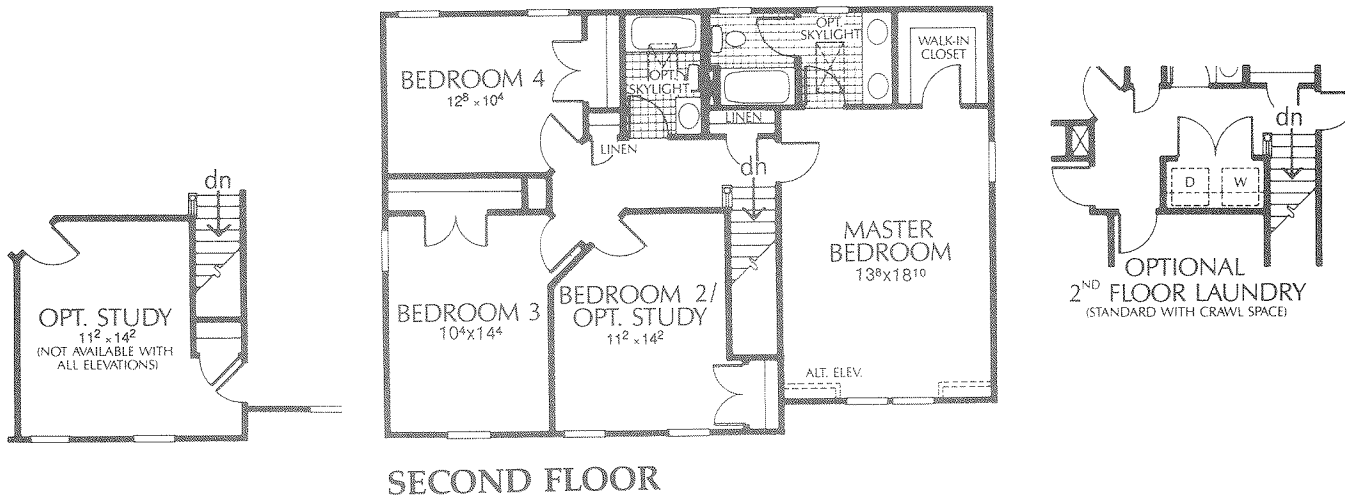 dn
OPT. STUDY
11² × 14²
(NOT AVAILABLE WITH
ALL ELEVATIONS)
BEDROOM 4
12⁸ × 10⁴
OPT.
SKYLIGHT
OPT.
SKYLIGHT
WALK-IN
CLOSET
LINEN
LINEN
dn
MASTER
BEDROOM
13⁸x18¹⁰
BEDROOM 3
10⁴x14⁴
BEDROOM 2/
OPT. STUDY
11² × 14²
ALT. ELEV.
SECOND FLOOR
dn
D W
OPTIONAL
2ND FLOOR LAUNDRY
(STANDARD WITH CRAWL SPACE)